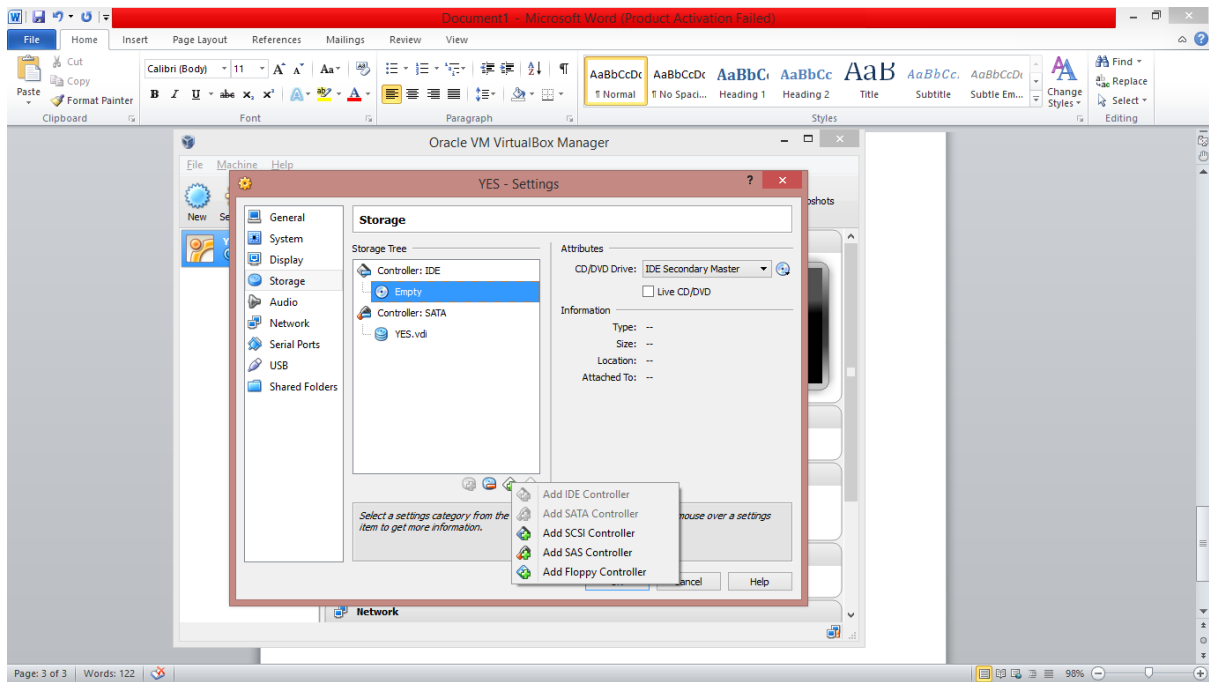 Document1 - Microsoft Word (Product Activation Failed)
File Home Insert Page Layout References Mailings Review View
Paste
Cut
Copy
Format Painter
Clipboard
Calibri (Body) 11 Aa
B I U abc x₂ x² A ab A
Font
Paragraph
AaBbCcDc AaBbCcDc AaBbC AaBbCc AaB AaBbCc. AaBbCcDc
¶ Normal ¶ No Spaci... Heading 1 Heading 2 Title Subtitle Subtle Em...
Change
Styles
Styles
Find
Replace
Select
Editing
Oracle VM VirtualBox Manager
File Machine Help
New
YES - Settings
General
System
Display
Storage
Audio
Network
Serial Ports
USB
Shared Folders
Storage
Storage Tree
Controller: IDE
Empty
Controller: SATA
YES.vdi
Attributes
CD/DVD Drive: IDE Secondary Master
Live CD/DVD
Information
Type: --
Size: --
Location: --
Attached To: --
Select a settings category from the mouse over a settings
item to get more information.
Add IDE Controller
Add SATA Controller
Add SCSI Controller
Add SAS Controller
Add Floppy Controller
Help
Network
Page: 3 of 3 Words: 122
98%